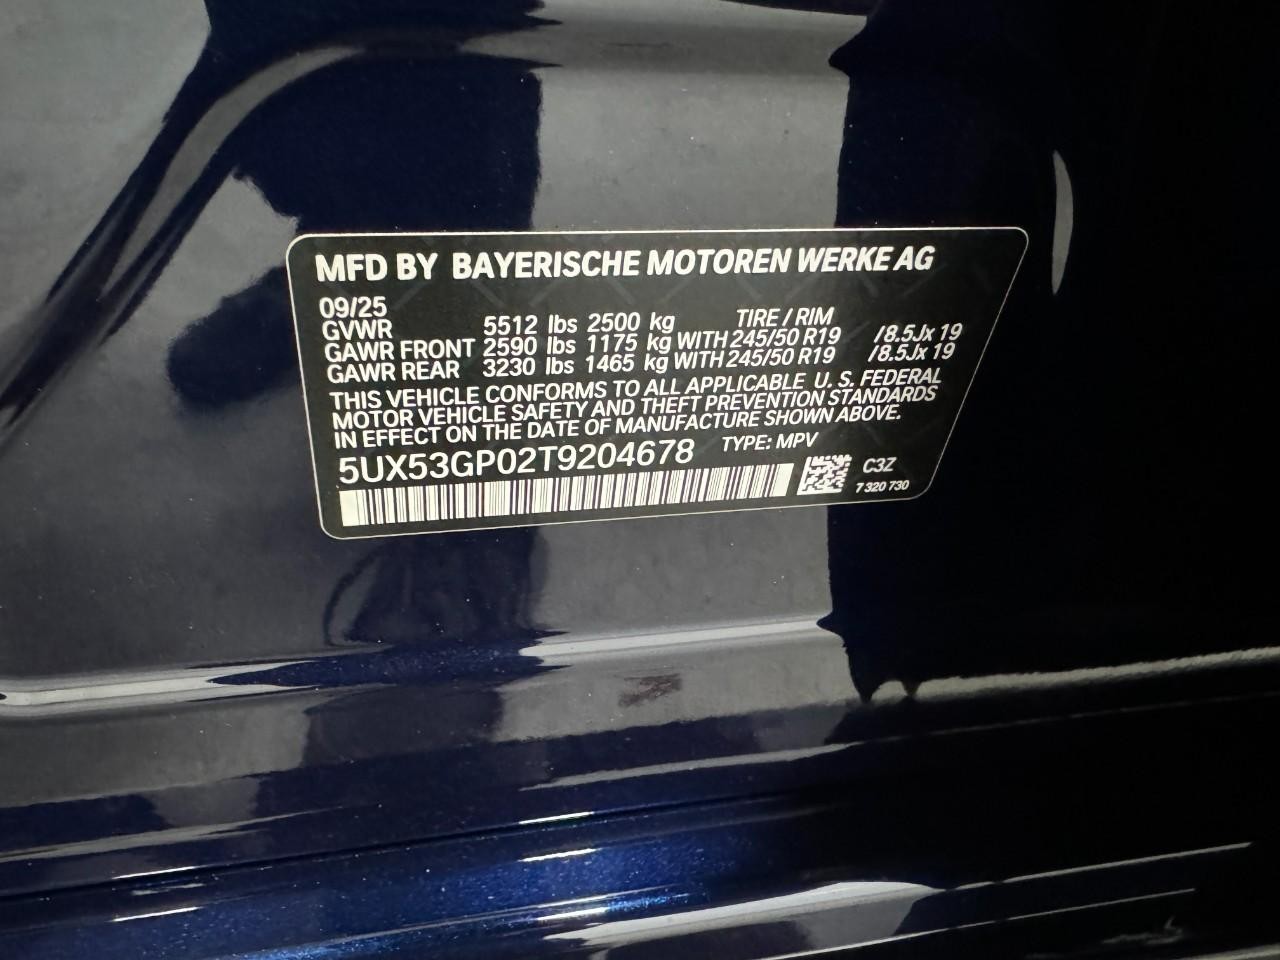 MFD BY BAYERISCHE MOTOREN WERKE AG
09/25 TIRE / RIM
GVWR 5512 lbs 2500 kg
GAWR FRONT 2590 lbs 1175 kg WITH 245/50 R19 /8.5Jx 19
GAWR REAR 3230 lbs 1465 kg WITH 245/50 R19 /8.5Jx 19
THIS VEHICLE CONFORMS TO ALL APPLICABLE U. S. FEDERAL
MOTOR VEHICLE SAFETY AND THEFT PREVENTION STANDARDS
IN EFFECT ON THE DATE OF MANUFACTURE SHOWN ABOVE.
5UX53GP02T9204678 TYPE: MPV
C3Z
7 320 730